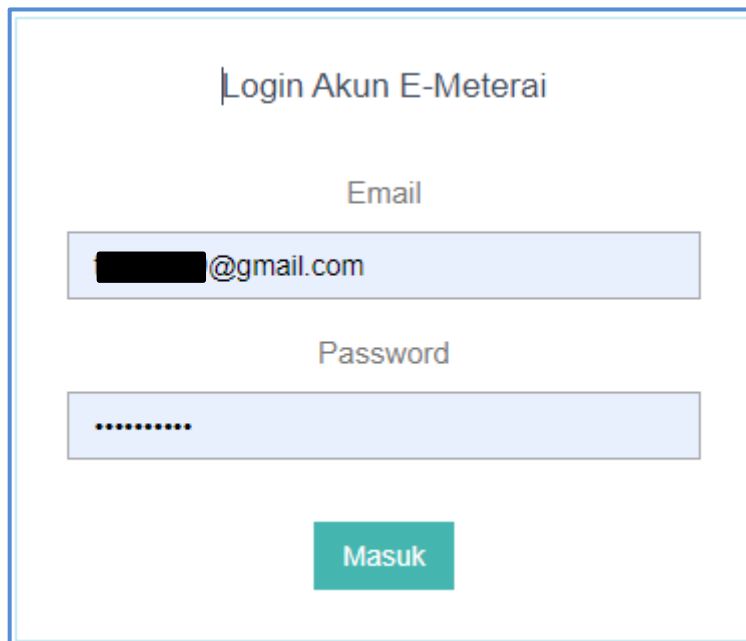 Login Akun E-Meterai
Email
@gmail.com
Password
••••••••••
Masuk